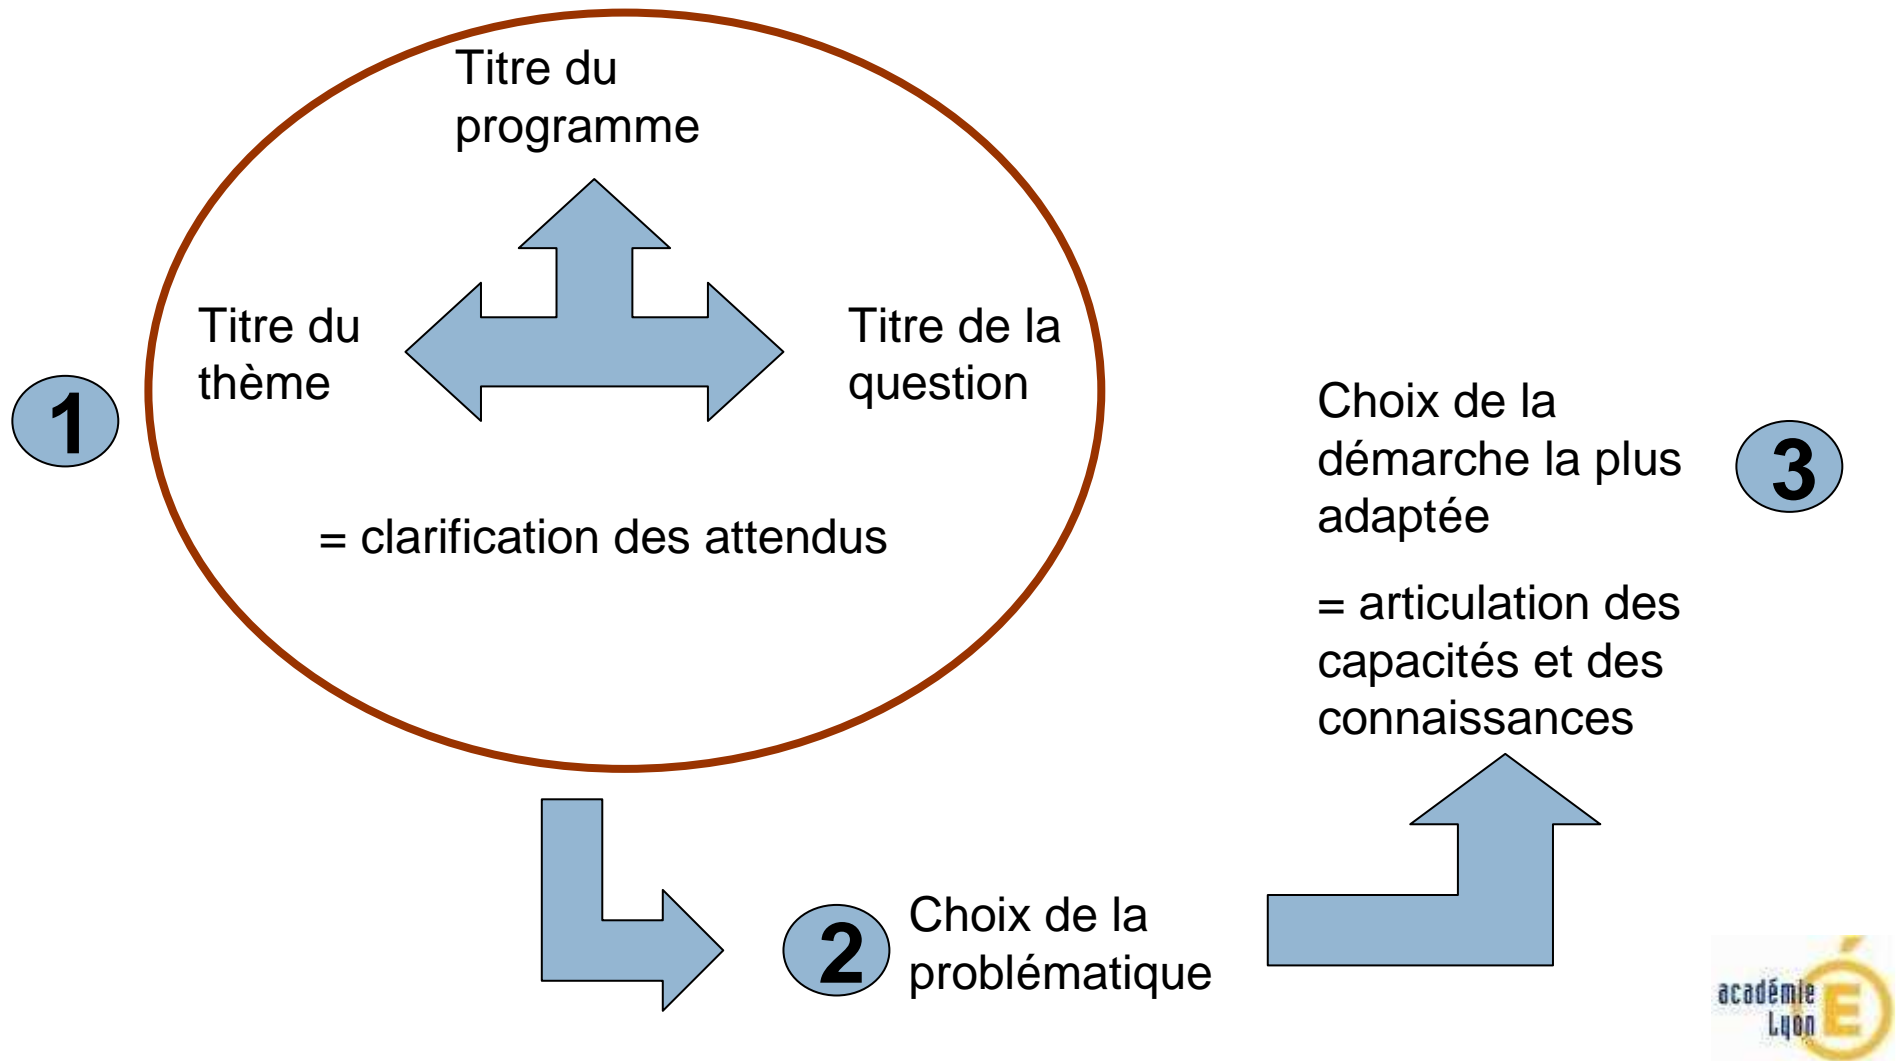 Titre du
programme
Titre du
thème
Titre de la
question
1
= clarification des attendus
2
Choix de la
problématique
Choix de la
démarche la plus
adaptée
3
= articulation des
capacités et des
connaissances
académie
Lyon
É